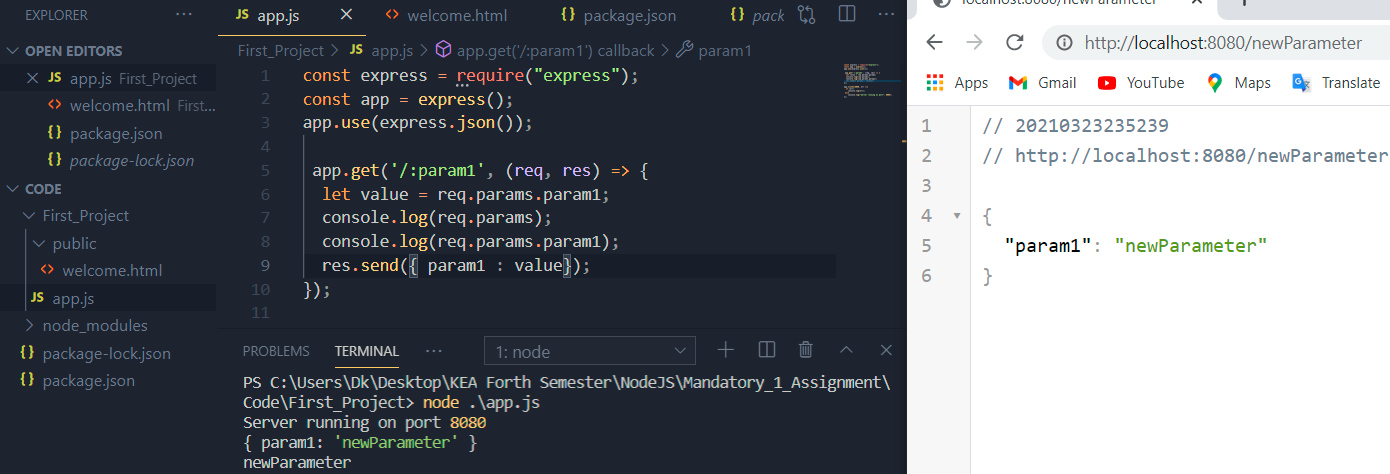 EXPLORER
OPEN EDITORS
app.js First_Project
welcome.html First...
package.json
package-lock.json
CODE
First_Project
public
welcome.html
app.js
node_modules
package-lock.json
package.json
app.js
welcome.html
package.json
pack
First_Project > app.js > app.get('/:param1') callback > param1
1 const express = require("express");
2 const app = express();
3 app.use(express.json());
4
5 app.get('/:param1', (req, res) => {
6 let value = req.params.param1;
7 console.log(req.params);
8 console.log(req.params.param1);
9 res.send({ param1 : value});
10 });
11
PROBLEMS TERMINAL 1: node
PS C:\Users\Dk\Desktop\KEA Forth Semester\NodeJS\Mandatory_1_Assignment\
Code\First_Project> node .\app.js
Server running on port 8080
{ param1: 'newParameter' }
newParameter
localhost:8080/newParameter
http://localhost:8080/newParameter
Apps Gmail YouTube Maps Translate
1 // 20210323235239
2 // http://localhost:8080/newParameter
3
4 {
5 "param1": "newParameter"
6 }